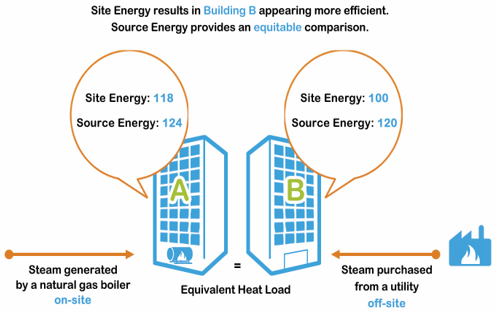 Site Energy results in Building B appearing more efficient.
Source Energy provides an equitable comparison.
Site Energy: 118
Source Energy: 124
Site Energy: 100
Source Energy: 120
A
B
Steam generated
by a natural gas boiler
on-site
=
Equivalent Heat Load
Steam purchased
from a utility
off-site